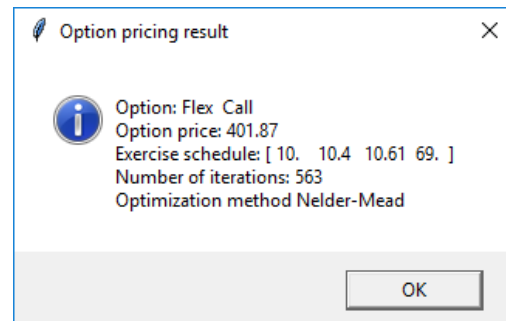 Option pricing result
Option: Flex Call
Option price: 401.87
Exercise schedule: [ 10. 10.4 10.61 69. ]
Number of iterations: 563
Optimization method Nelder-Mead
OK